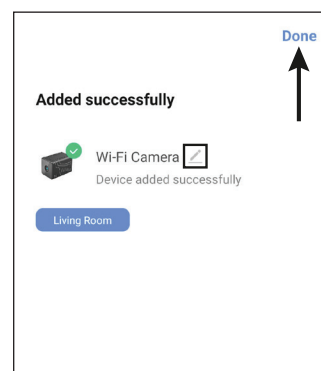 Done
Added successfully
Wi-Fi Camera
Device added successfully
Living Room